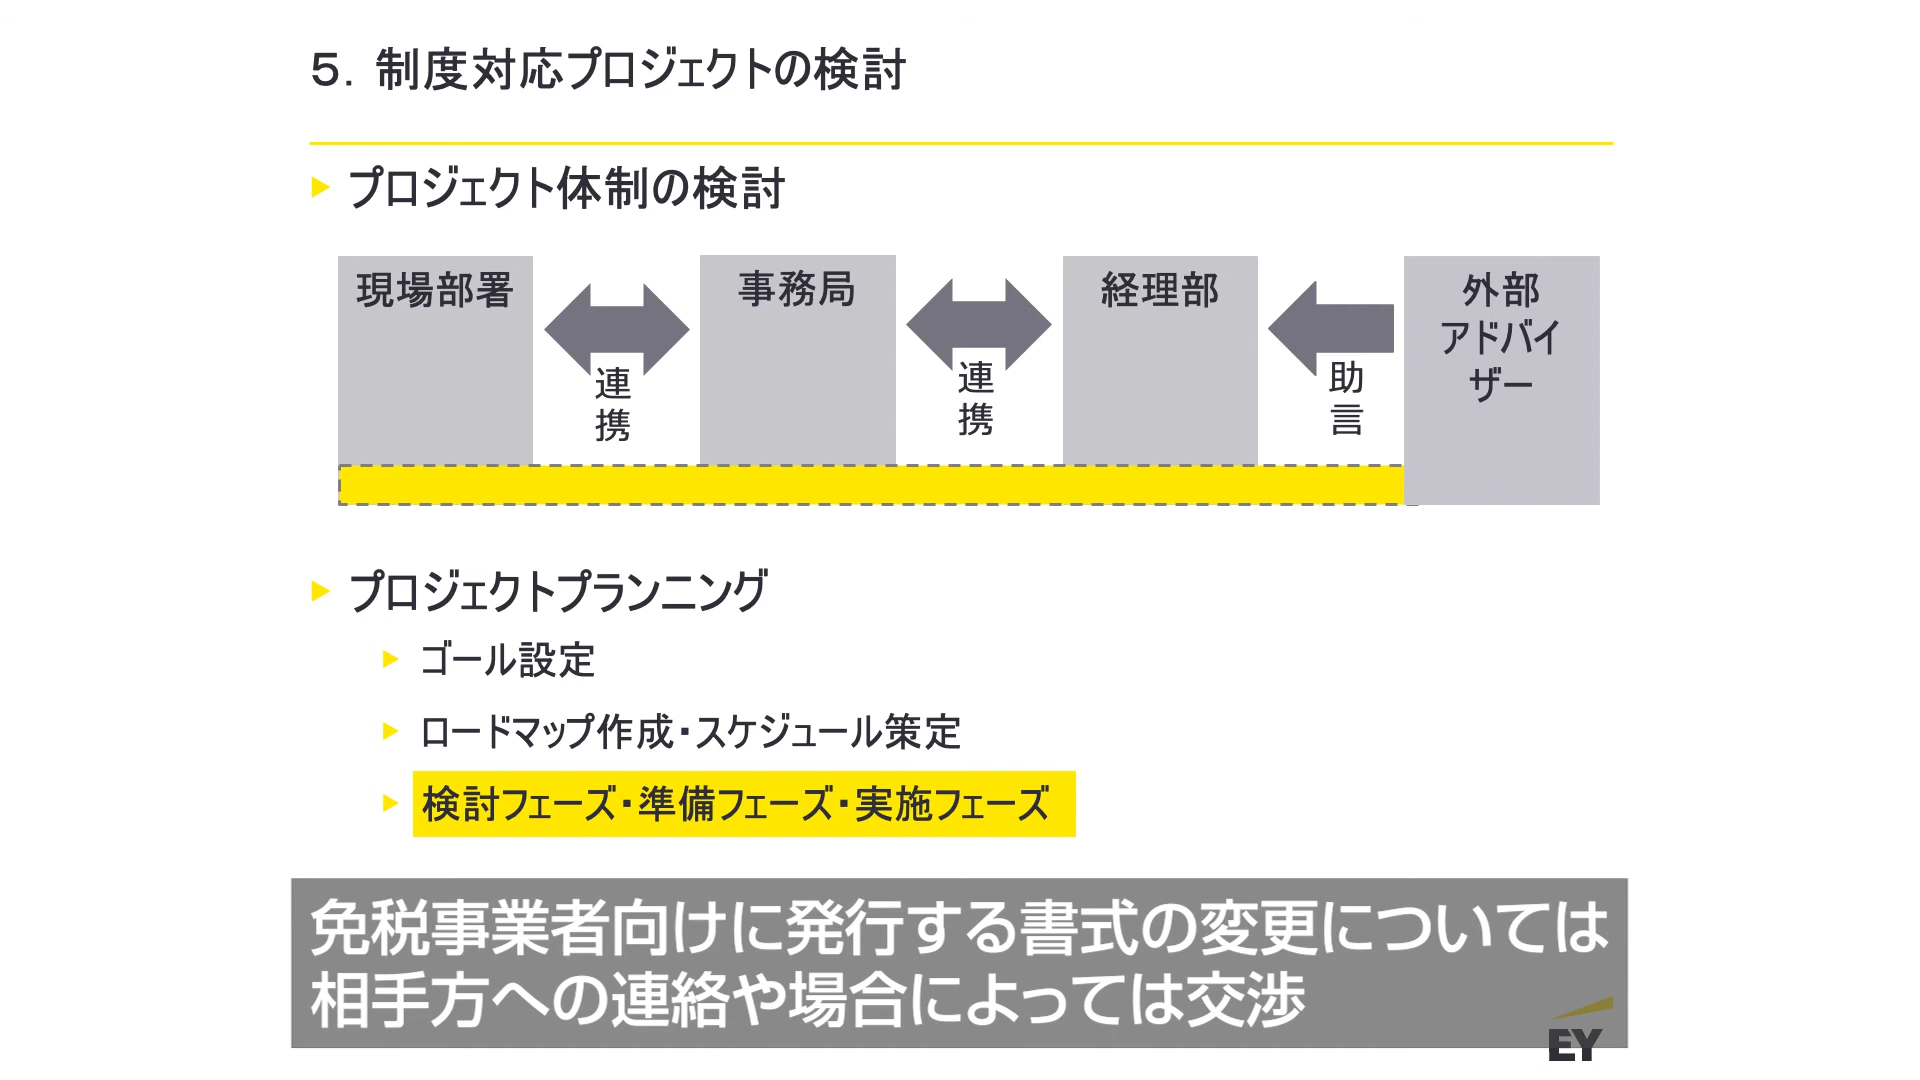 5. 制度対応プロジェクトの検討
プロジェクト体制の検討
現場部署
連
携
事務局
連
携
経理部
助
言
外部
アドバイ
ザー
プロジェクトプランニング
ゴール設定
ロードマップ作成・スケジュール策定
検討フェーズ・準備フェーズ・実施フェーズ
免税事業者向けに発行する書式の変更については
相手方への連絡や場合によっては交渉
EY